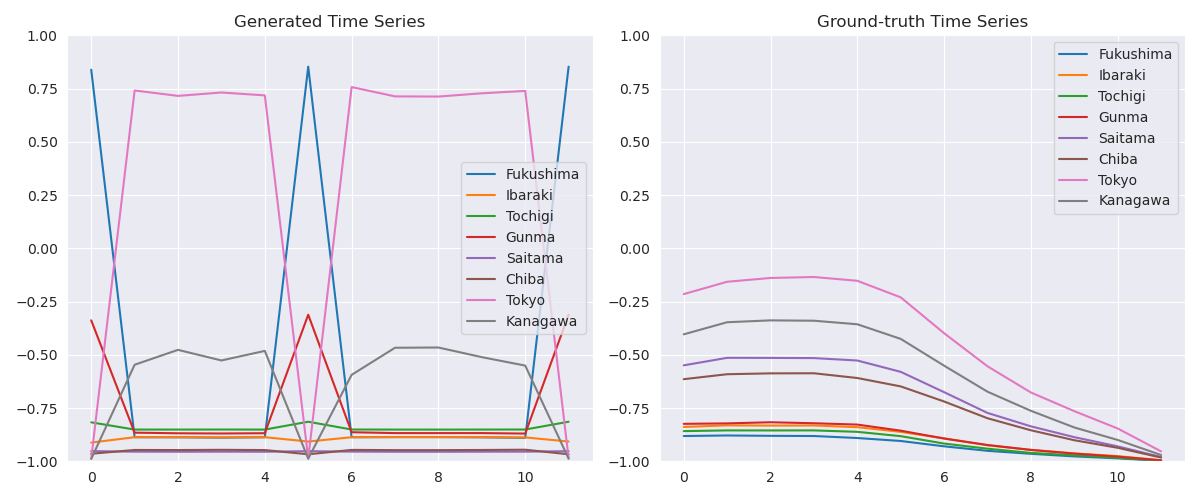 Generated Time Series
1.00
0.75
0.50
0.25
0.00
−0.25
−0.50
−0.75
−1.00
0 2 4 6 8 10
Fukushima
Ibaraki
Tochigi
Gunma
Saitama
Chiba
Tokyo
Kanagawa
Ground-truth Time Series
1.00
0.75
0.50
0.25
0.00
−0.25
−0.50
−0.75
−1.00
0 2 4 6 8 10
Fukushima
Ibaraki
Tochigi
Gunma
Saitama
Chiba
Tokyo
Kanagawa